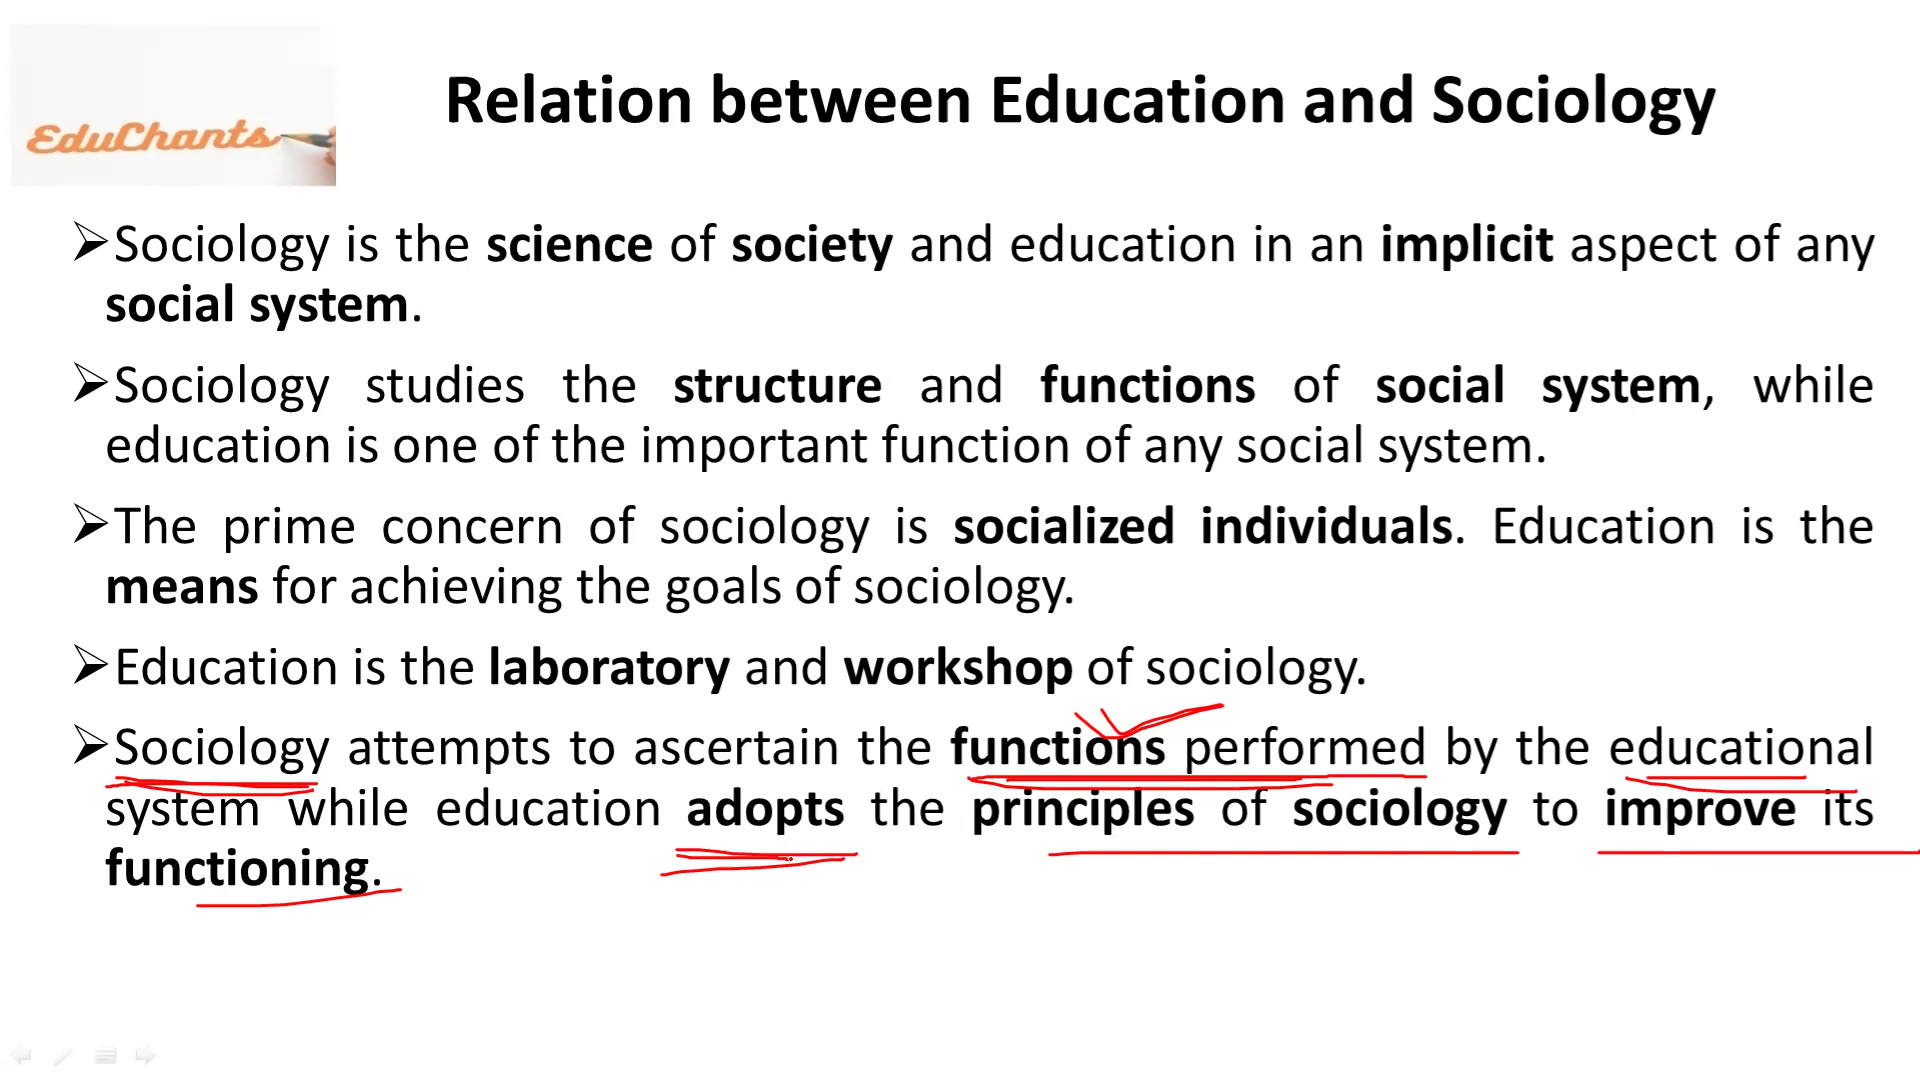 EduChants
Relation between Education and Sociology
➢Sociology is the science of society and education in an implicit aspect of any
social system.
➢Sociology studies the structure and functions of social system, while
education is one of the important function of any social system.
➢The prime concern of sociology is socialized individuals. Education is the
means for achieving the goals of sociology.
➢Education is the laboratory and workshop of sociology.
➢Sociology attempts to ascertain the functions performed by the educational
system while education adopts the principles of sociology to improve its
functioning.